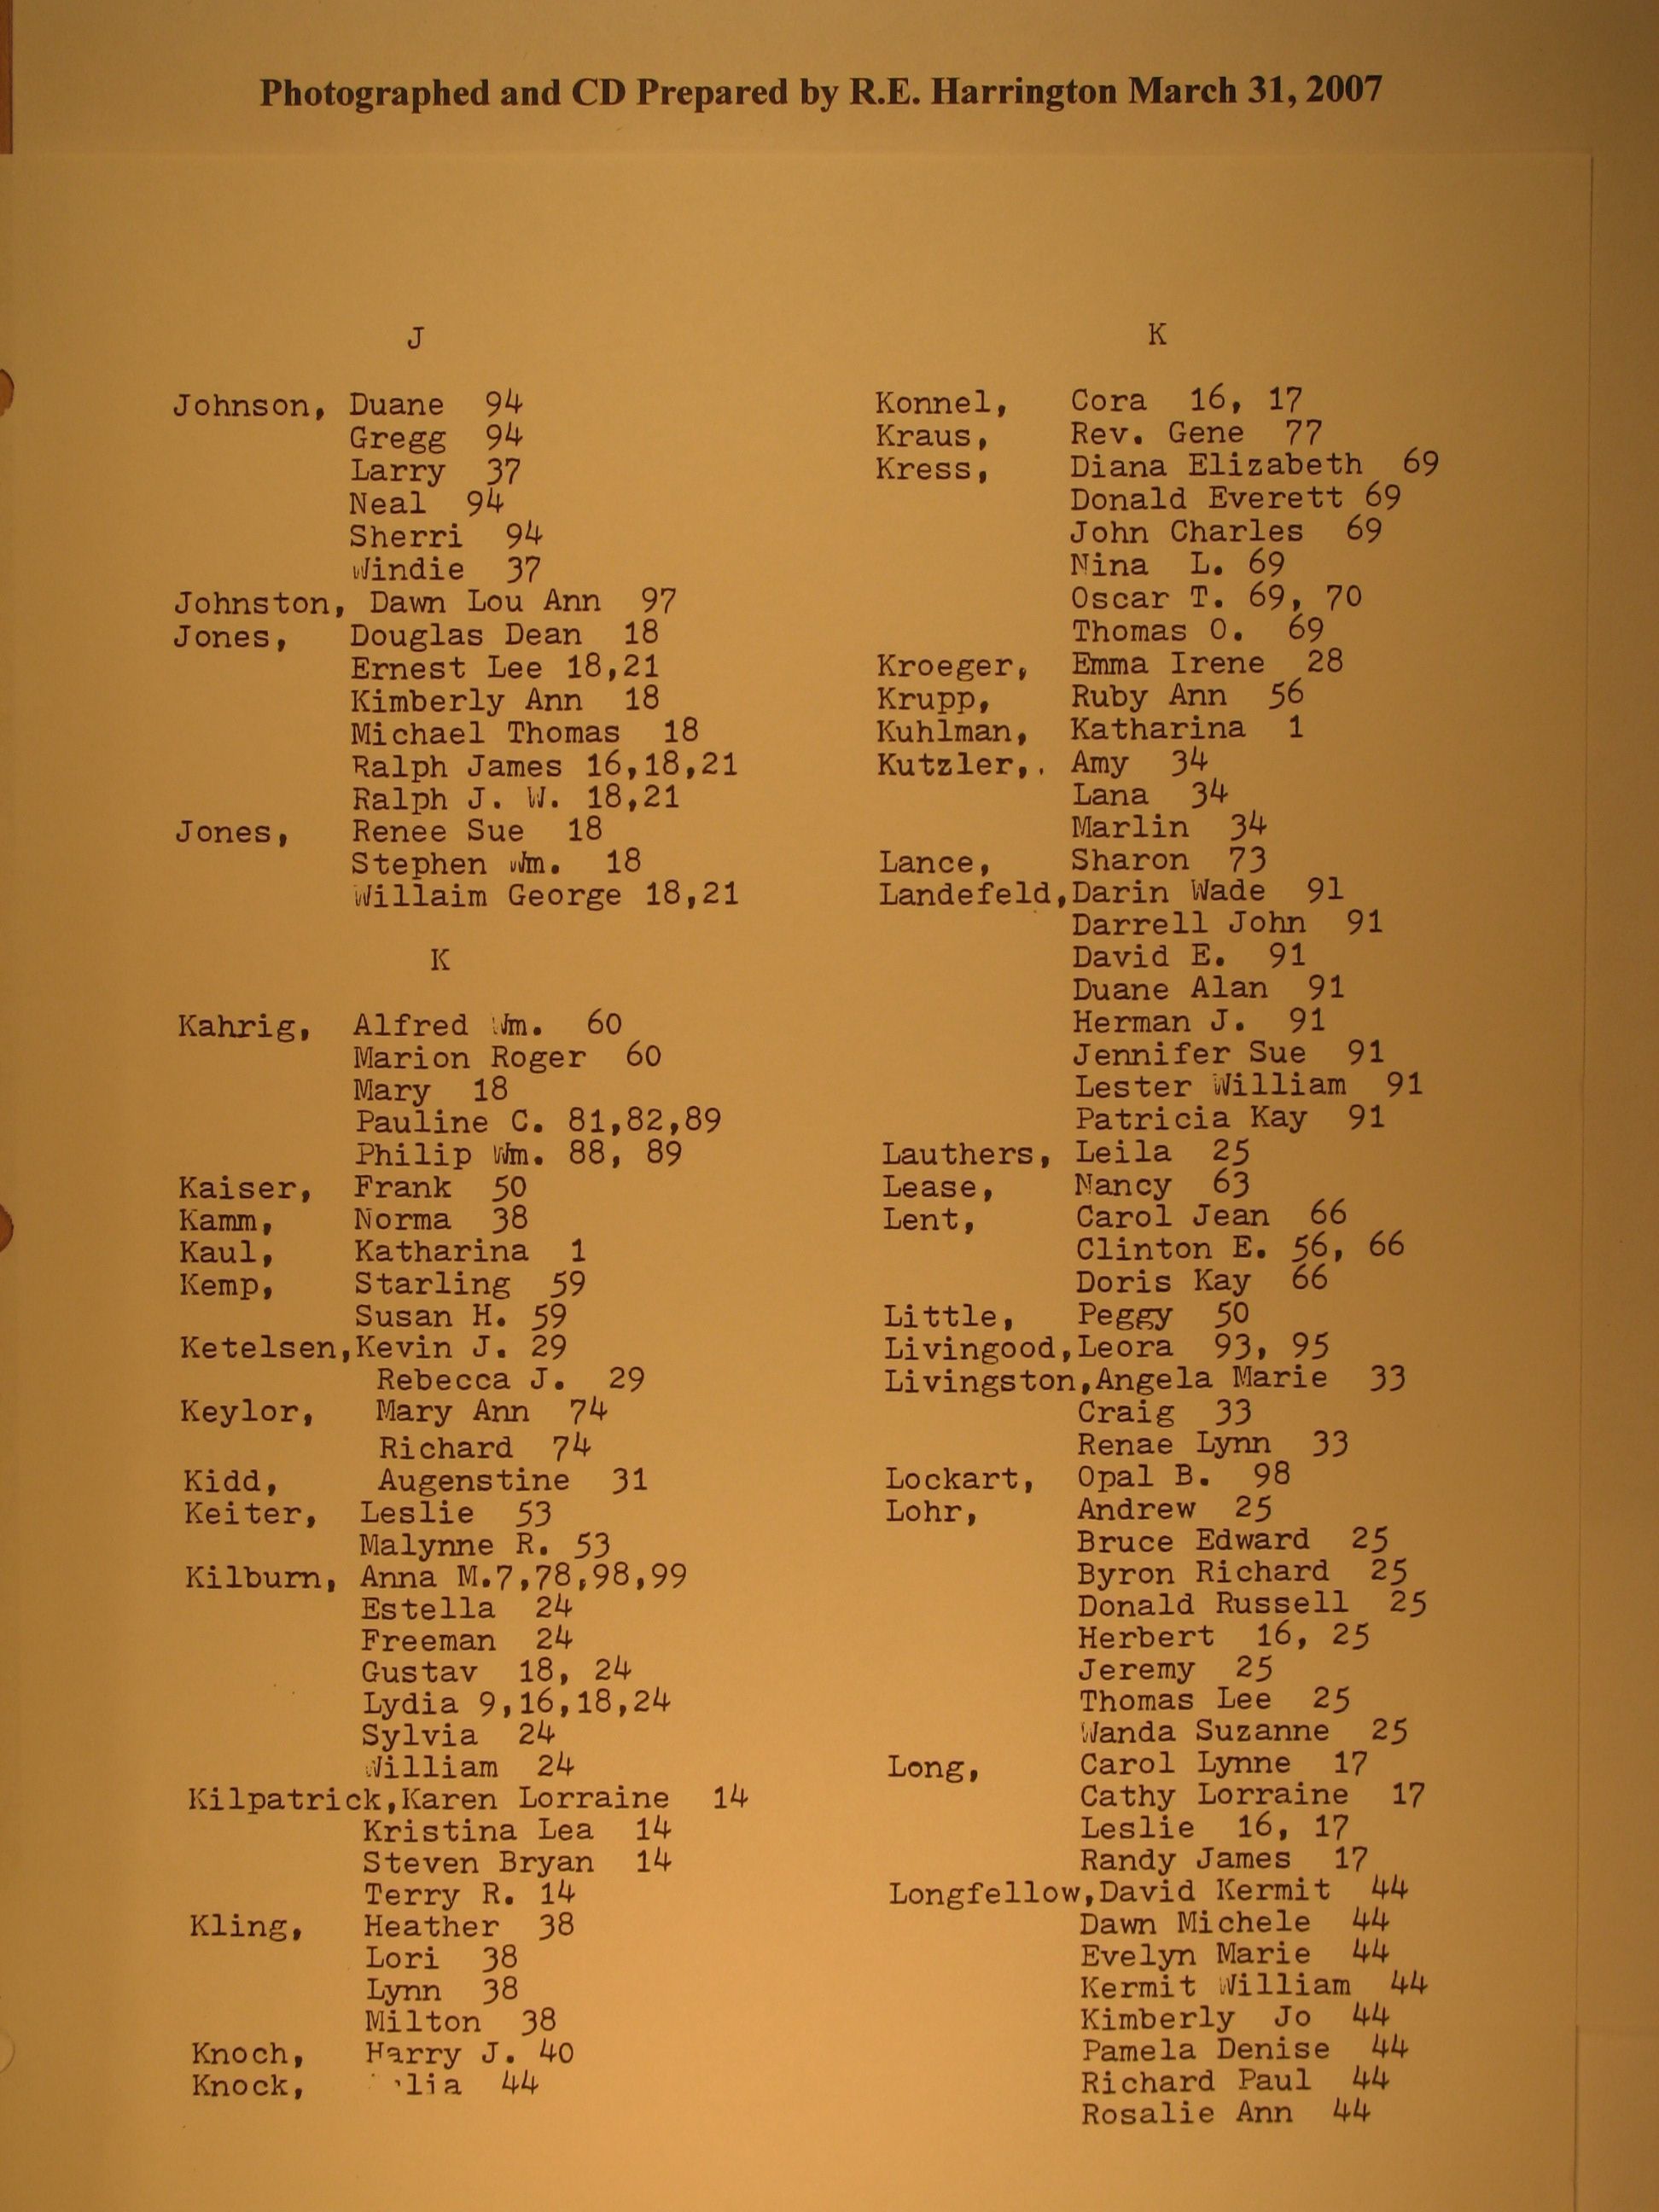 Photographed and CD Prepared by R.E. Harrington March 31, 2007
J
Johnson, Duane 94
Gregg 94
Larry 37
Neal 94
Sherri 94
Windie 37
Johnston, Dawn Lou Ann 97
Jones, Douglas Dean 18
Ernest Lee 18,21
Kimberly Ann 18
Michael Thomas 18
Ralph James 16,18,21
Ralph J. W. 18,21
Jones, Renee Sue 18
Stephen Wm. 18
Willaim George 18,21
K
Kahrig, Alfred Wm. 60
Marion Roger 60
Mary 18
Pauline C. 81,82,89
Philip Wm. 88, 89
Kaiser, Frank 50
Kamm, Norma 38
Kaul, Katharina 1
Kemp, Starling 59
Susan H. 59
Ketelsen,Kevin J. 29
Rebecca J. 29
Keylor, Mary Ann 74
Richard 74
Kidd, Augenstine 31
Keiter, Leslie 53
Malynne R. 53
Kilburn, Anna M.7,78,98,99
Estella 24
Freeman 24
Gustav 18, 24
Lydia 9,16,18,24
Sylvia 24
William 24
Kilpatrick,Karen Lorraine 14
Kristina Lea 14
Steven Bryan 14
Terry R. 14
Kling, Heather 38
Lori 38
Lynn 38
Milton 38
Knoch, Harry J. 40
Knock, 44
K
Konnel, Cora 16, 17
Kraus, Rev. Gene 77
Kress, Diana Elizabeth 69
Donald Everett 69
John Charles 69
Nina L. 69
Oscar T. 69, 70
Thomas O. 69
Kroeger, Emma Irene 28
Krupp, Ruby Ann 56
Kuhlman, Katharina 1
Kutzler,. Amy 34
Lana 34
Marlin 34
Lance, Sharon 73
Landefeld,Darin Wade 91
Darrell John 91
David E. 91
Duane Alan 91
Herman J. 91
Jennifer Sue 91
Lester William 91
Patricia Kay 91
Lauthers, Leila 25
Lease, Nancy 63
Lent, Carol Jean 66
Clinton E. 56, 66
Doris Kay 66
Little, Peggy 50
Livingood,Leora 93, 95
Livingston,Angela Marie 33
Craig 33
Renae Lynn 33
Lockart, Opal B. 98
Lohr, Andrew 25
Bruce Edward 25
Byron Richard 25
Donald Russell 25
Herbert 16, 25
Jeremy 25
Thomas Lee 25
Wanda Suzanne 25
Long, Carol Lynne 17
Cathy Lorraine 17
Leslie 16, 17
Randy James 17
Longfellow,David Kermit 44
Dawn Michele 44
Evelyn Marie 44
Kermit William 44
Kimberly Jo 44
Pamela Denise 44
Richard Paul 44
Rosalie Ann 44